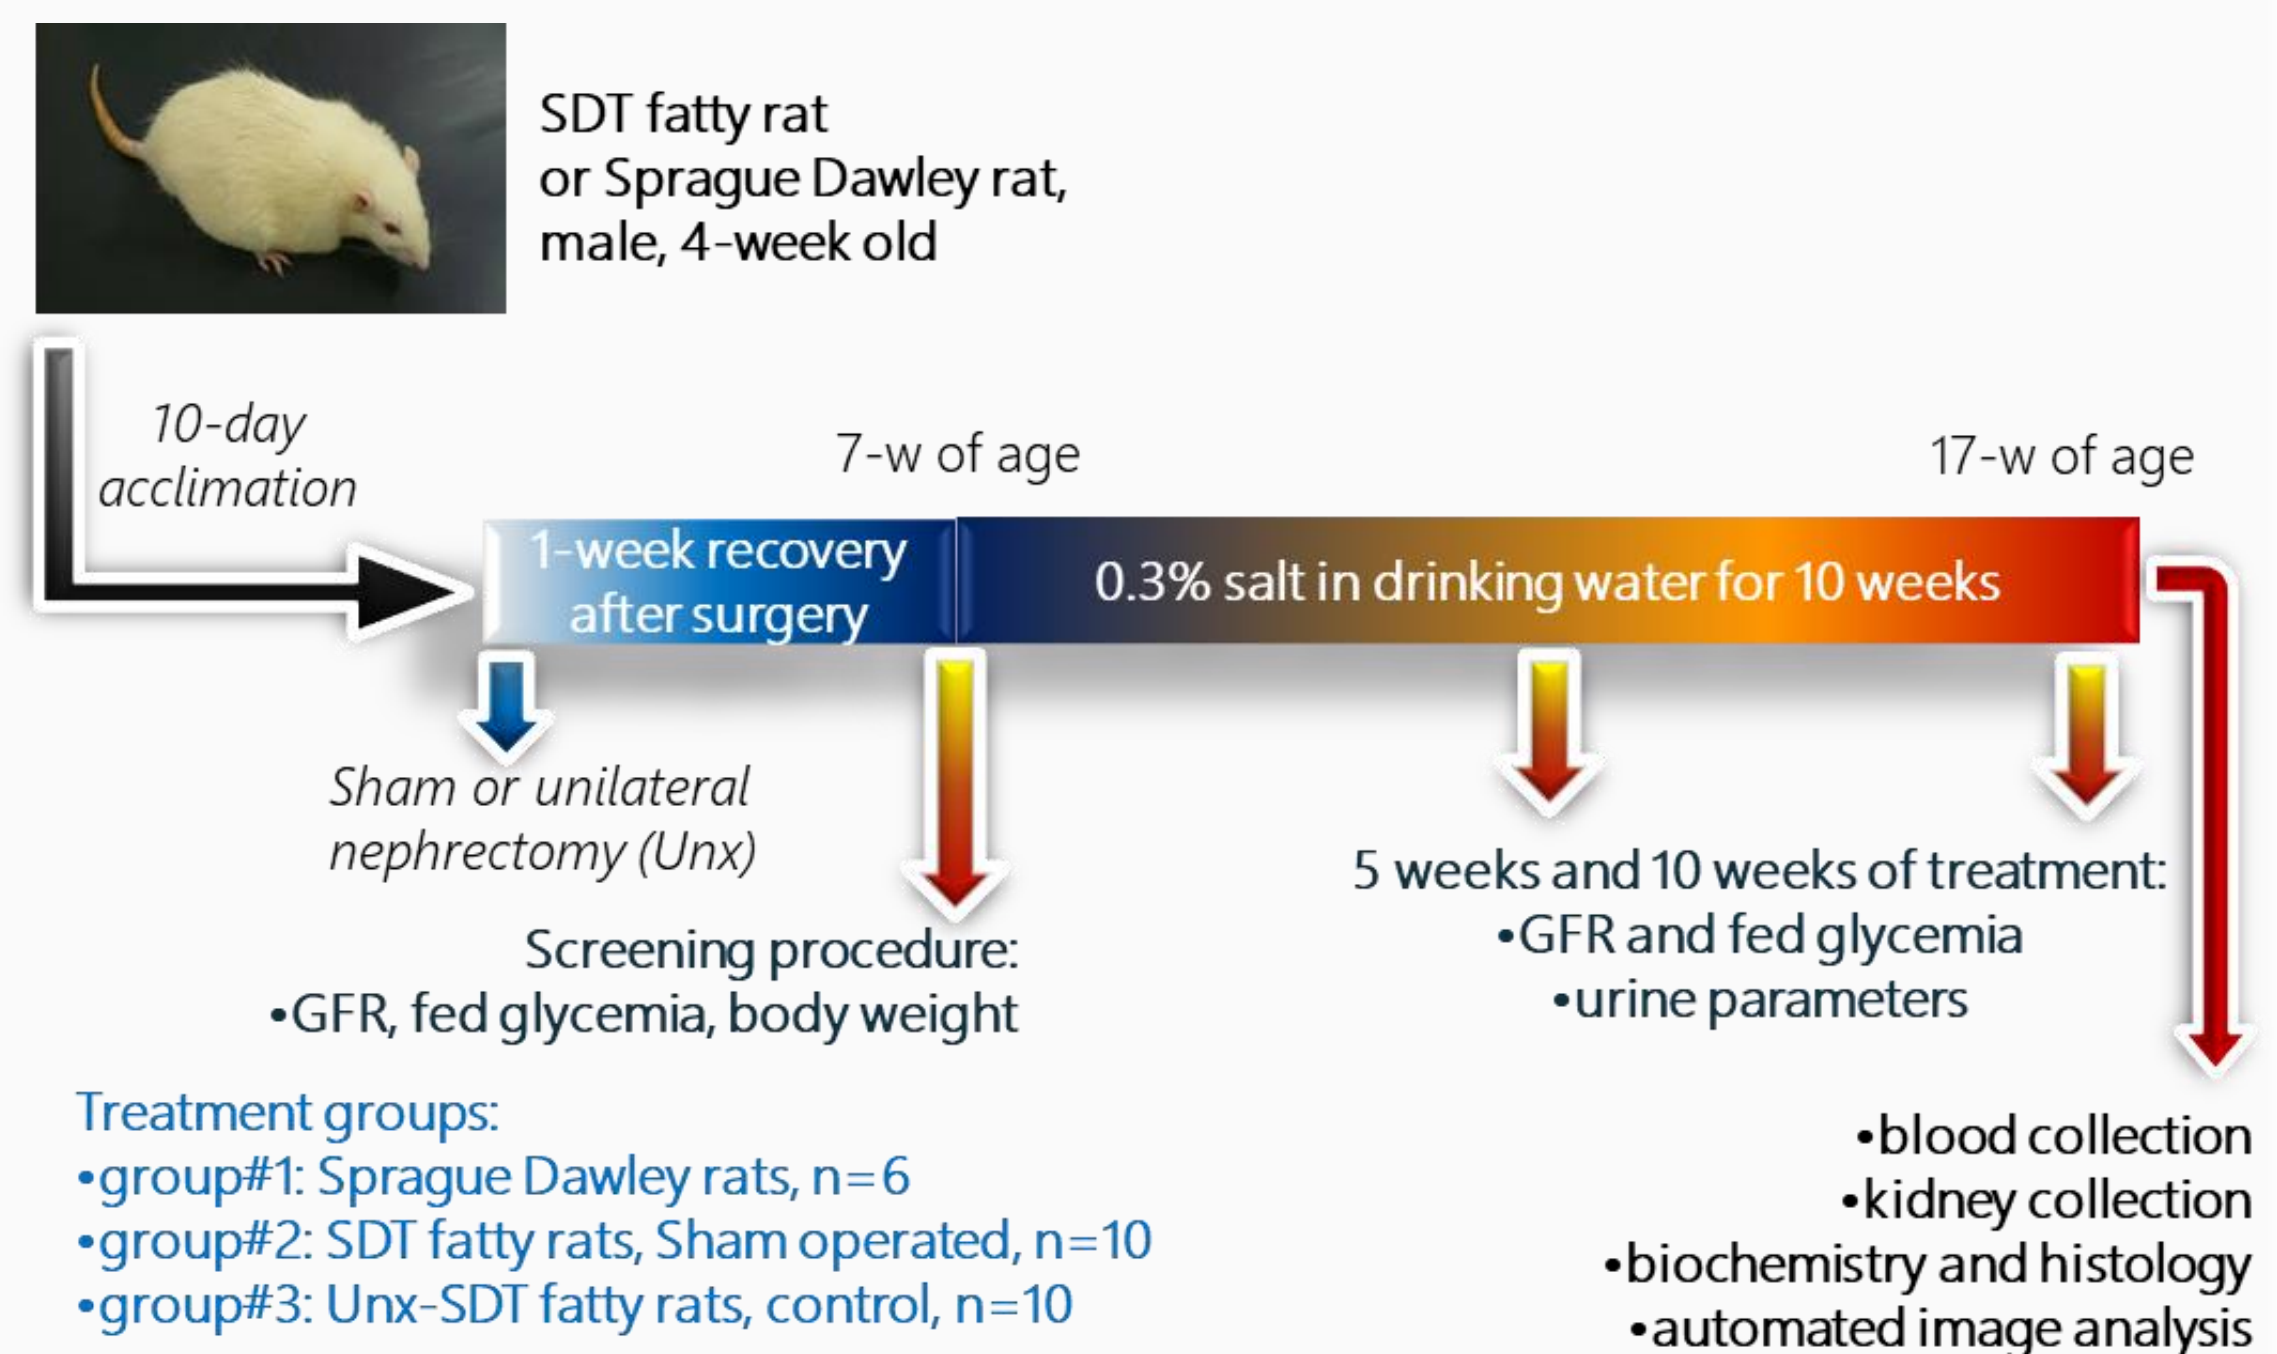 SDT fatty rat
or Sprague Dawley rat,
male, 4-week old
10-day
acclimation
7-w of age
17-w of age
1-week recovery
after surgery
0.3% salt in drinking water for 10 weeks
Sham or unilateral
nephrectomy (Unx)
Screening procedure:
•GFR, fed glycemia, body weight
5 weeks and 10 weeks of treatment:
•GFR and fed glycemia
•urine parameters
Treatment groups:
•group#1: Sprague Dawley rats, n=6
•group#2: SDT fatty rats, Sham operated, n=10
•group#3: Unx-SDT fatty rats, control, n=10
•blood collection
•kidney collection
•biochemistry and histology
•automated image analysis